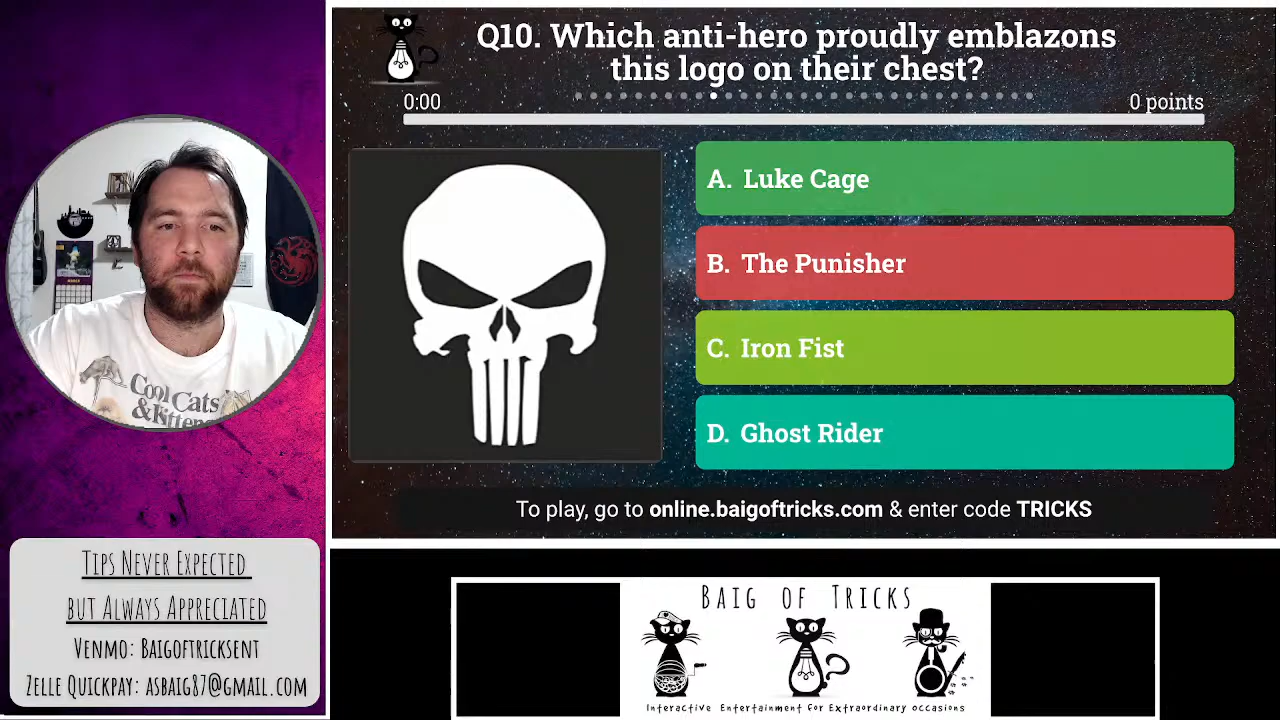 Q10. Which anti-hero proudly emblazons
this logo on their chest?
0:00
0 points
A. Luke Cage
B. The Punisher
C. Iron Fist
D. Ghost Rider
To play, go to online.baigoftricks.com & enter code TRICKS
Cool Cats
& Kittens
Tips Never Expected
but Always Appreciated
Venmo: Baigoftricksent
Zelle Quickpay: asbaig87@gmail.com
Baig of Tricks
Interactive Entertainment for Extraordinary Occasions